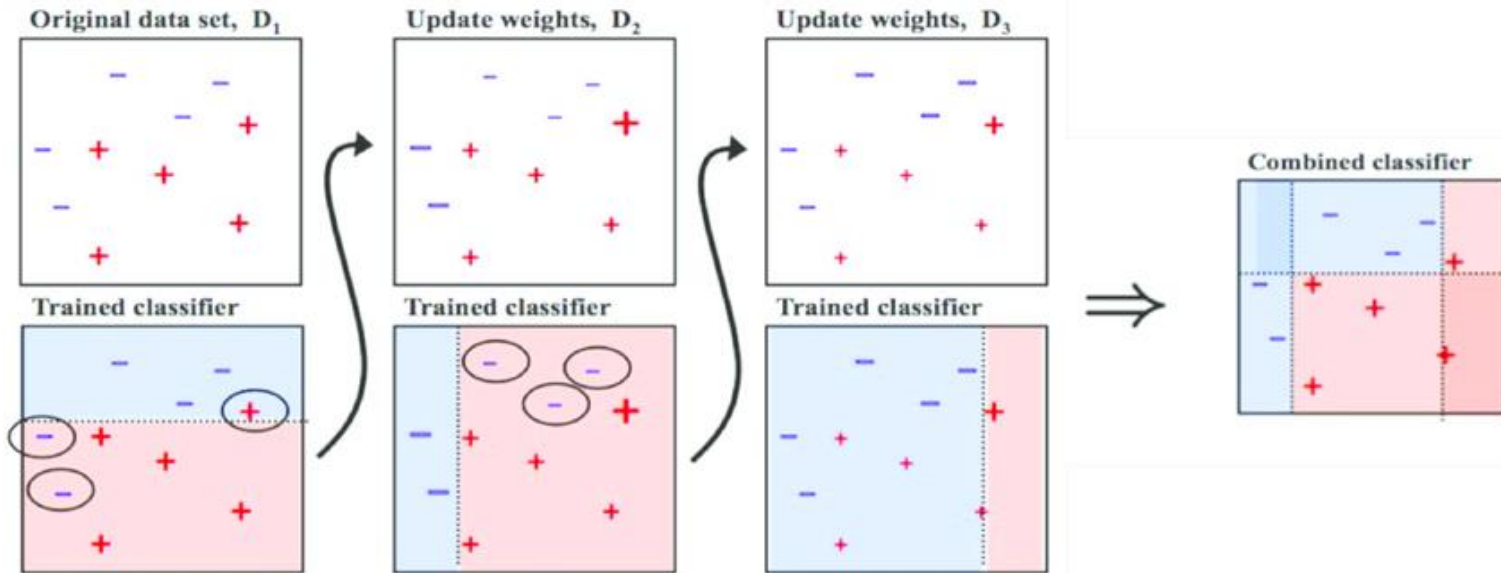 Original data set, D₁
Update weights, D₂
Update weights, D₃
Combined classifier
Trained classifier
Trained classifier
Trained classifier